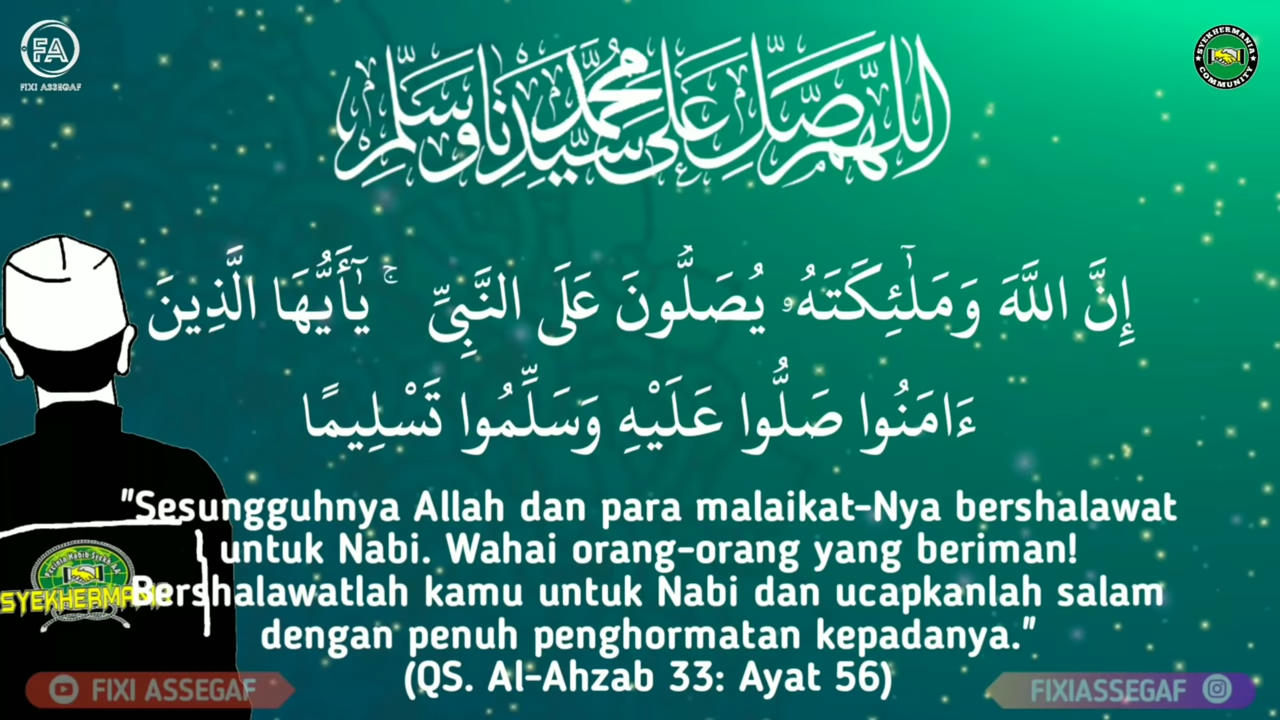 FA
FIXI ASSEGAF
SYEKHERMANIA
COMMUNITY
اللهم صل على سيدنا محمد وسلم
إِنَّ اللَّهَ وَمَلَٰٓئِكَتَهُۥ يُصَلُّونَ عَلَى النَّبِىِّ ۚ يَٰٓأَيُّهَا الَّذِينَ
ءَامَنُوا صَلُّوا عَلَيْهِ وَسَلِّمُوا تَسْلِيمًا
"Sesungguhnya Allah dan para malaikat-Nya bershalawat
untuk Nabi. Wahai orang-orang yang beriman!
Bershalawatlah kamu untuk Nabi dan ucapkanlah salam
dengan penuh penghormatan kepadanya."
(QS. Al-Ahzab 33: Ayat 56)
FIXI ASSEGAF
FIXIASSEGAF